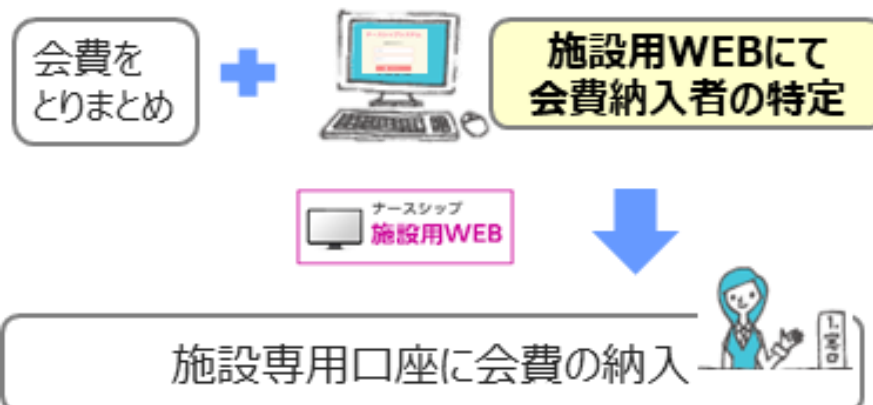 会費を
とりまとめ
施設用WEBにて
会費納入者の特定
ナースシップ
施設用WEB
施設専用口座に会費の納入